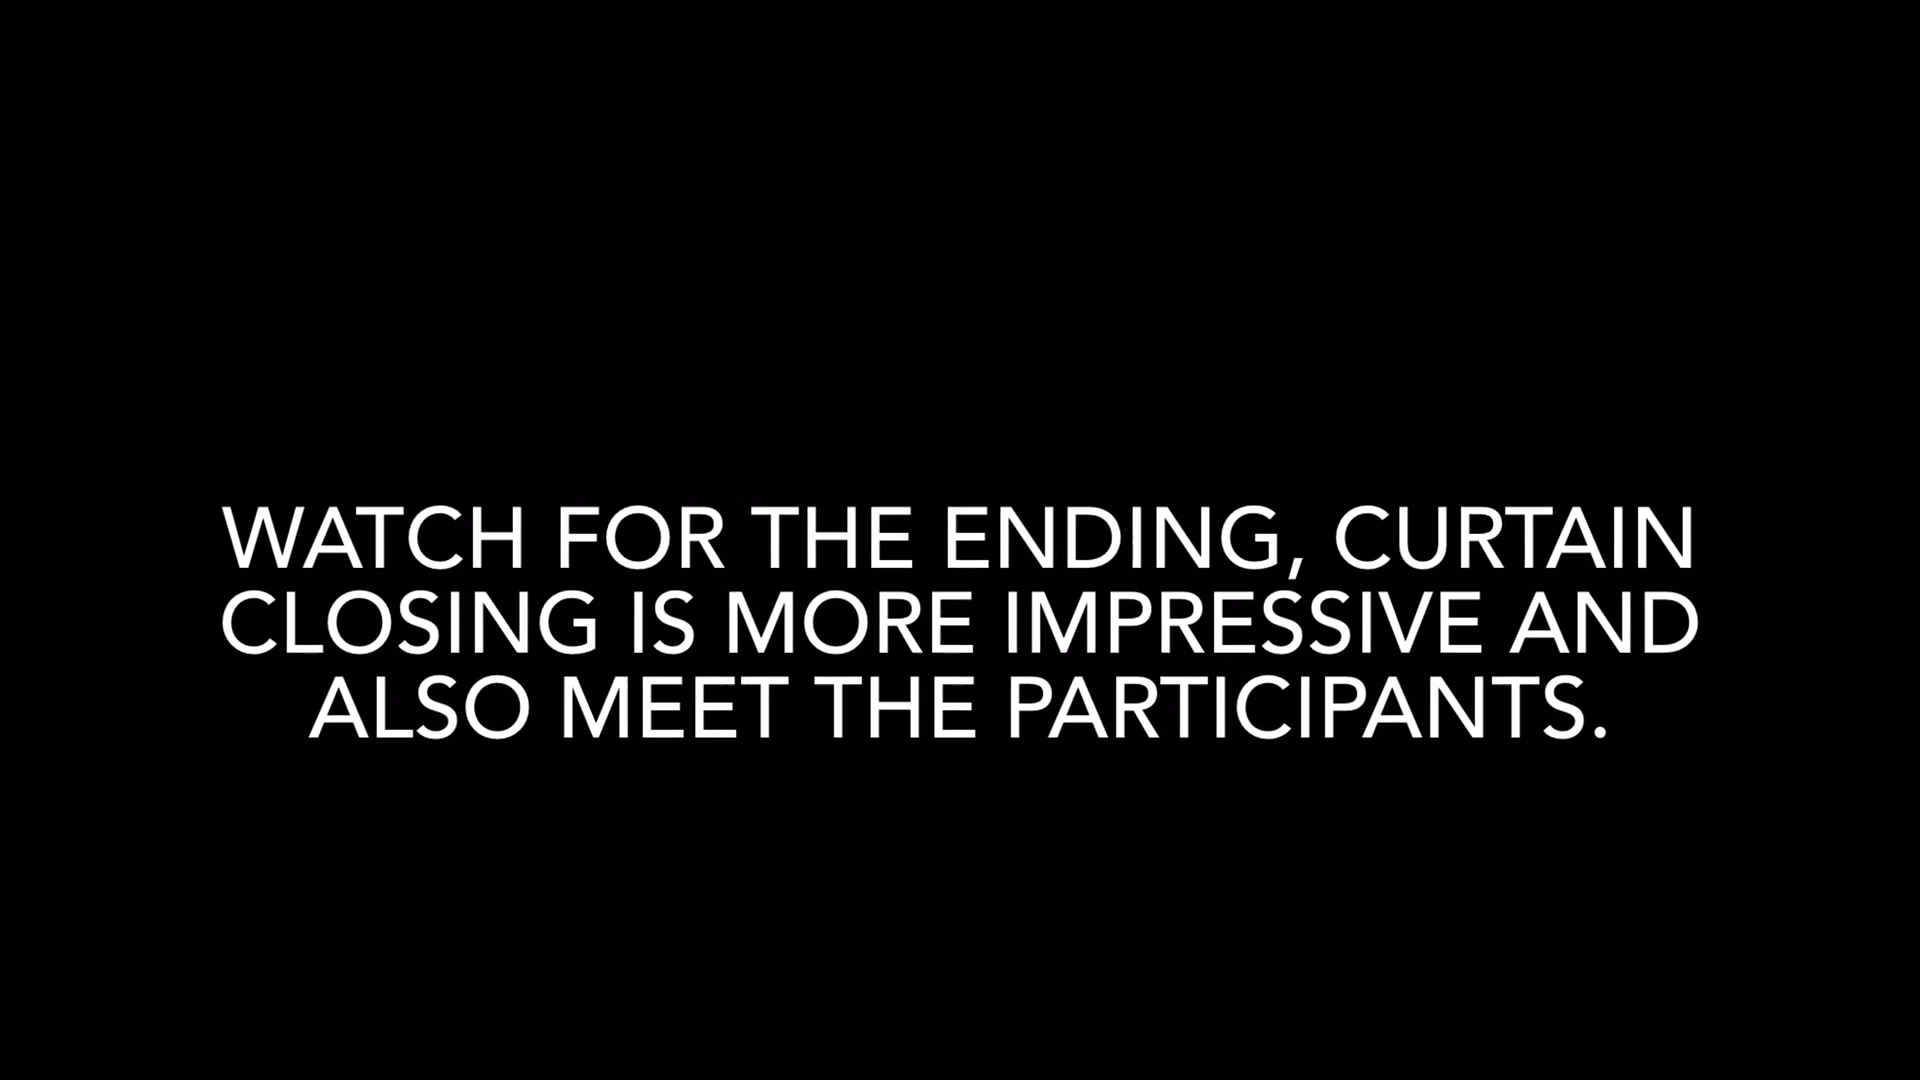 WATCH FOR THE ENDING, CURTAIN
CLOSING IS MORE IMPRESSIVE AND
ALSO MEET THE PARTICIPANTS.